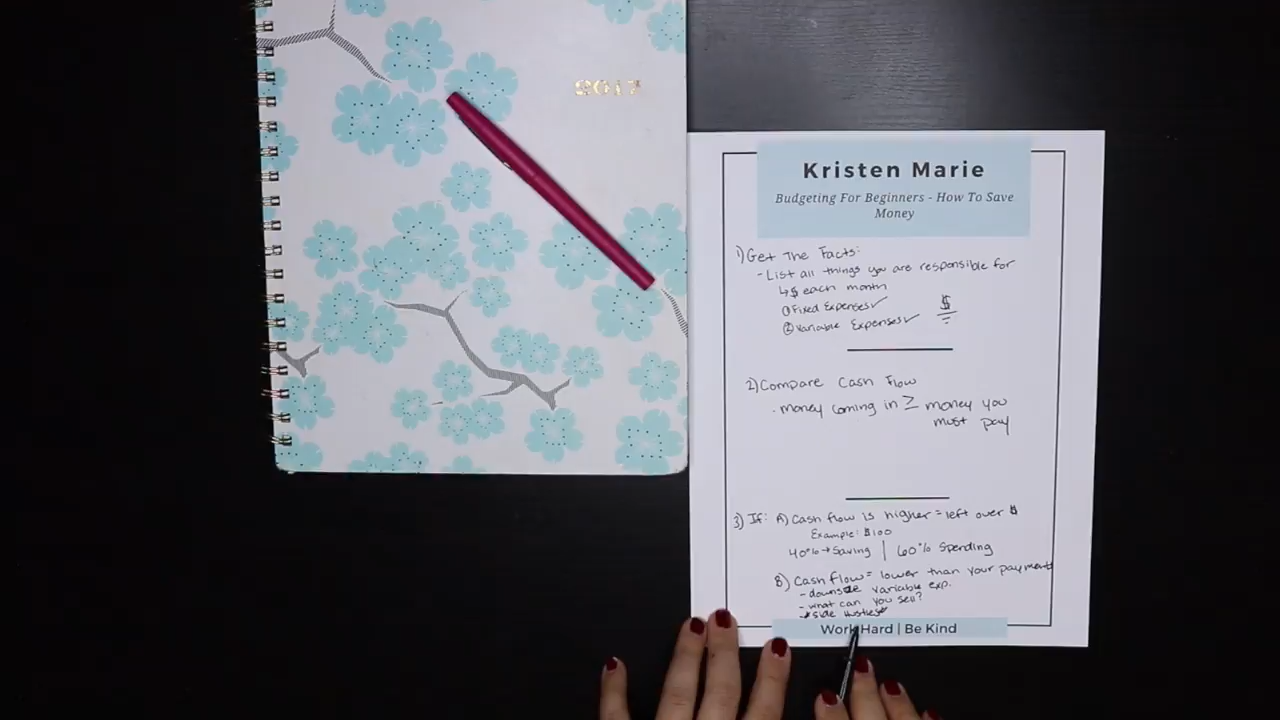 2017
Kristen Marie
Budgeting For Beginners - How To Save
Money
1) Get The Facts:
- List all things you are responsible for
↳ $ each month
① Fixed Expenses ✓
② Variable Expenses ✓
$
2) Compare Cash Flow
· money coming in ≥ money you
must pay
3) If: A) Cash flow is higher = left over $
Example: $100
40% → Saving | 60% Spending
B) Cash flow = lower than your payments
- downsize variable exp.
- what can you sell?
- side hustles
Work Hard | Be Kind